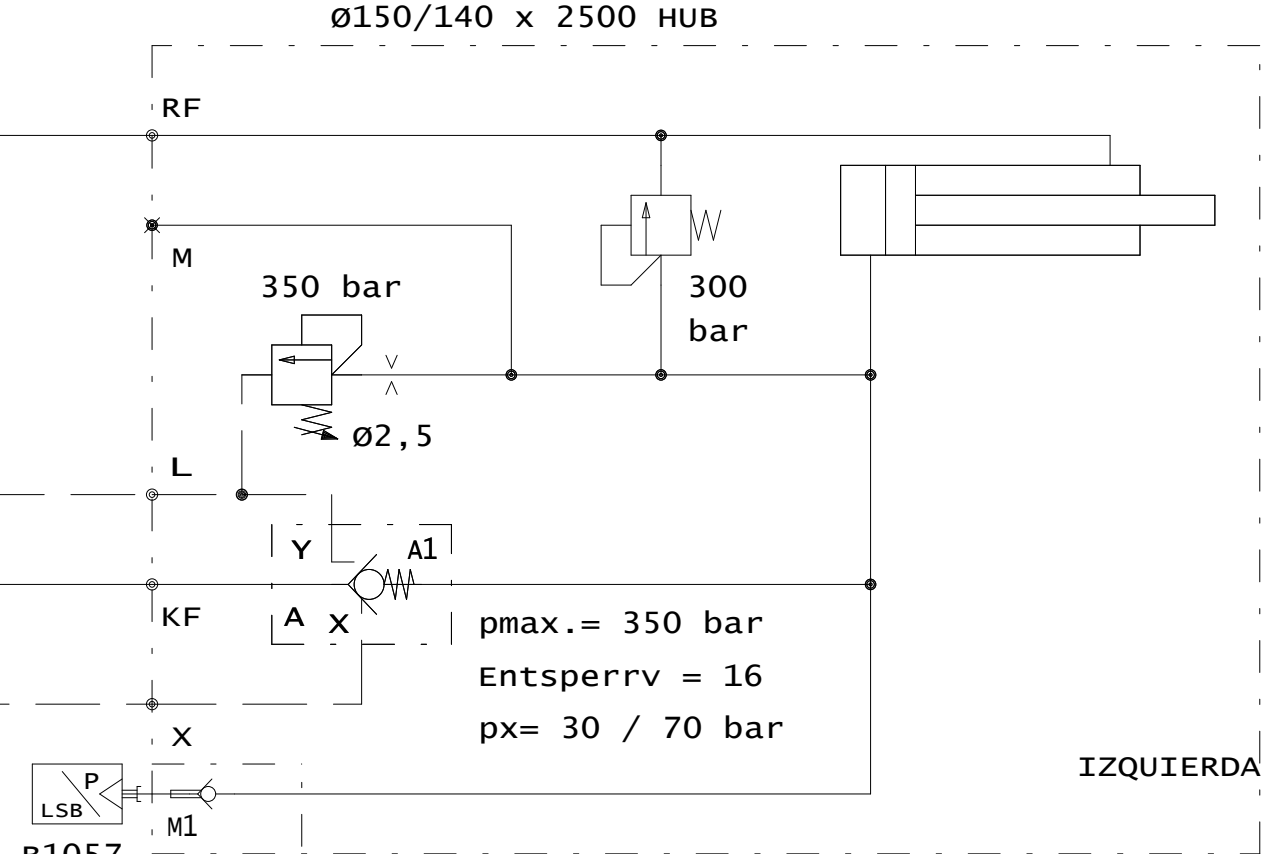 Ø150/140 x 2500 HUB
RF
M
350 bar
300
bar
Ø2,5
L
Y
A1
KF
A
X
pmax.= 350 bar
Entsperrv = 16
px= 30 / 70 bar
X
IZQUIERDA
P
LSB
M1
B1057